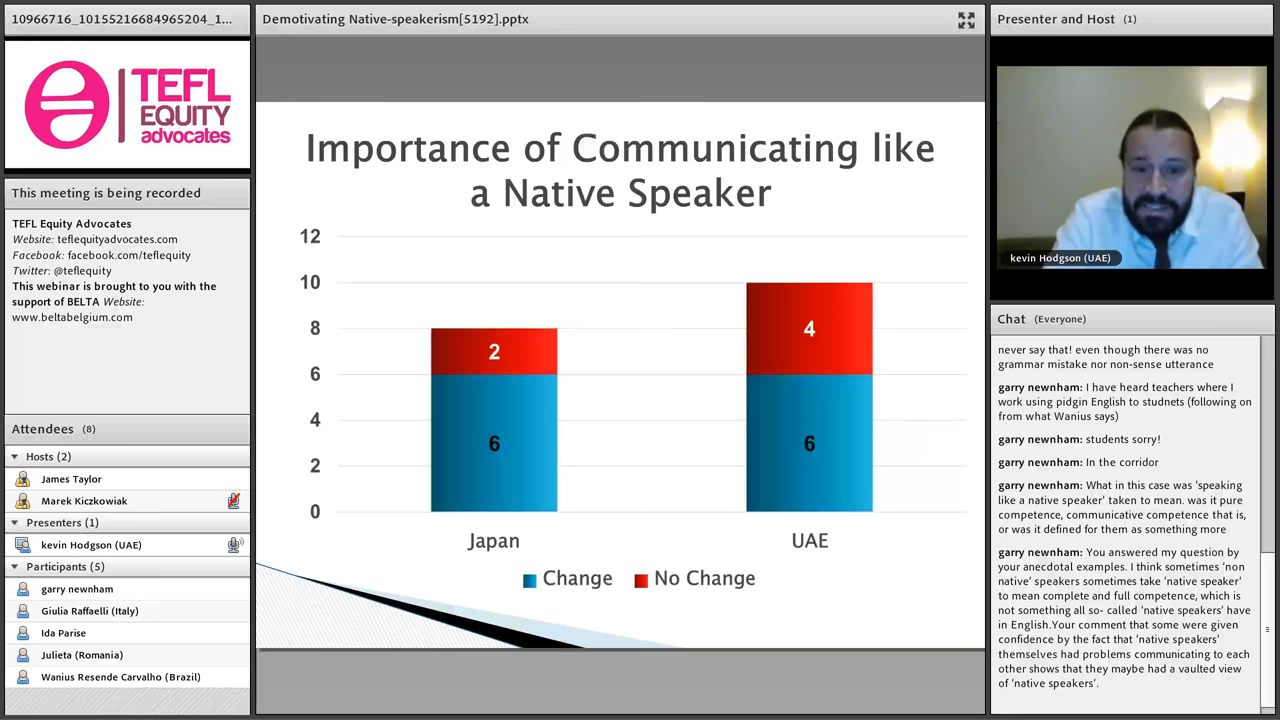 10966716_10155216684965204_1...
TEFL
EQUITY
advocates
This meeting is being recorded
TEFL Equity Advocates
Website: teflequityadvocates.com
Facebook: facebook.com/teflequity
Twitter: @teflequity
This webinar is brought to you with the
support of BELTA Website:
www.beltabelgium.com
Attendees (8)
Hosts (2)
James Taylor
Marek Kiczkowiak
Presenters (1)
kevin Hodgson (UAE)
Participants (5)
garry newnham
Giulia Raffaelli (Italy)
Ida Parise
Julieta (Romania)
Wanius Resende Carvalho (Brazil)
Demotivating Native-speakerism[5192].pptx
Importance of Communicating like
a Native Speaker
12
10
8
6
4
2
0
2
6
4
6
Japan
UAE
Change
No Change
Presenter and Host (1)
kevin Hodgson (UAE)
Chat (Everyone)
never say that! even though there was no
grammar mistake nor non-sense utterance
garry newnham: I have heard teachers where I
work using pidgin English to studnets (following on
from what Wanius says)
garry newnham: students sorry!
garry newnham: In the corridor
garry newnham: What in this case was 'speaking
like a native speaker' taken to mean. was it pure
competence, communicative competence that is,
or was it defined for them as something more
garry newnham: You answered my question by
your anecdotal examples. I think sometimes 'non
native' speakers sometimes take 'native speaker'
to mean complete and full competence, which is
not something all so- called 'native speakers' have
in English.Your comment that some were given
confidence by the fact that 'native speakers'
themselves had problems communicating to each
other shows that they maybe had a vaulted view
of 'native speakers'.